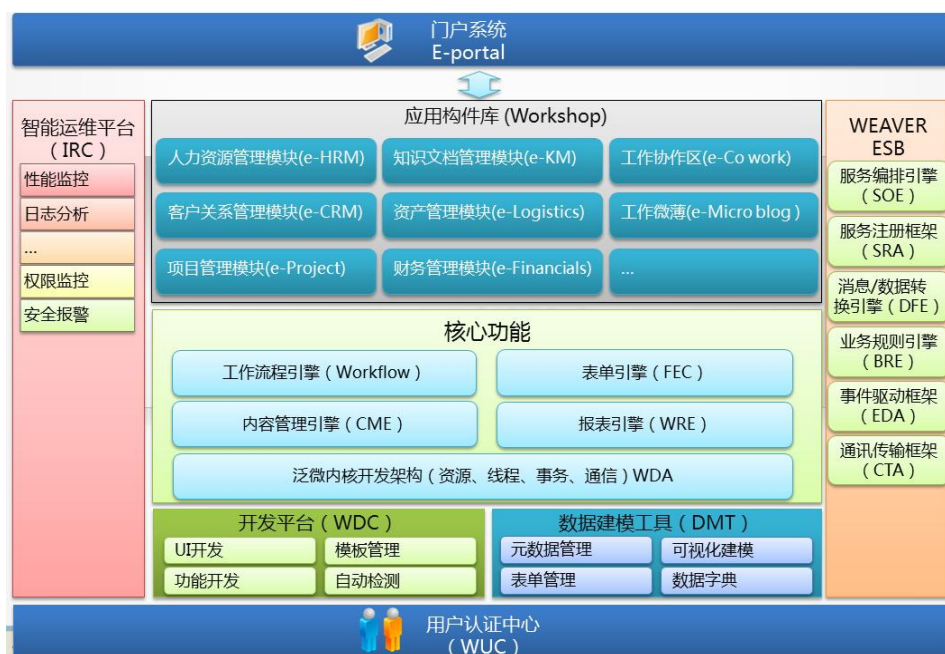 门户系统
E-portal
智能运维平台
(IRC)
性能监控
日志分析
...
权限监控
安全报警
应用构件库 (Workshop)
人力资源管理模块(e-HRM)
知识文档管理模块(e-KM)
工作协作区(e-Co work)
客户关系管理模块(e-CRM)
资产管理模块(e-Logistics)
工作微薄(e-Micro blog )
项目管理模块(e-Project)
财务管理模块(e-Financials)
...
核心功能
工作流程引擎(Workflow)
表单引擎(FEC)
内容管理引擎(CME)
报表引擎(WRE)
泛微内核开发架构(资源、线程、事务、通信)WDA
开发平台(WDC)
UI开发
模板管理
功能开发
自动检测
数据建模工具(DMT)
元数据管理
可视化建模
表单管理
数据字典
WEAVER
ESB
服务编排引擎
(SOE)
服务注册框架
(SRA)
消息/数据转
换引擎(DFE)
业务规则引擎
(BRE)
事件驱动框架
(EDA)
通讯传输框架
(CTA)
用户认证中心
(WUC)